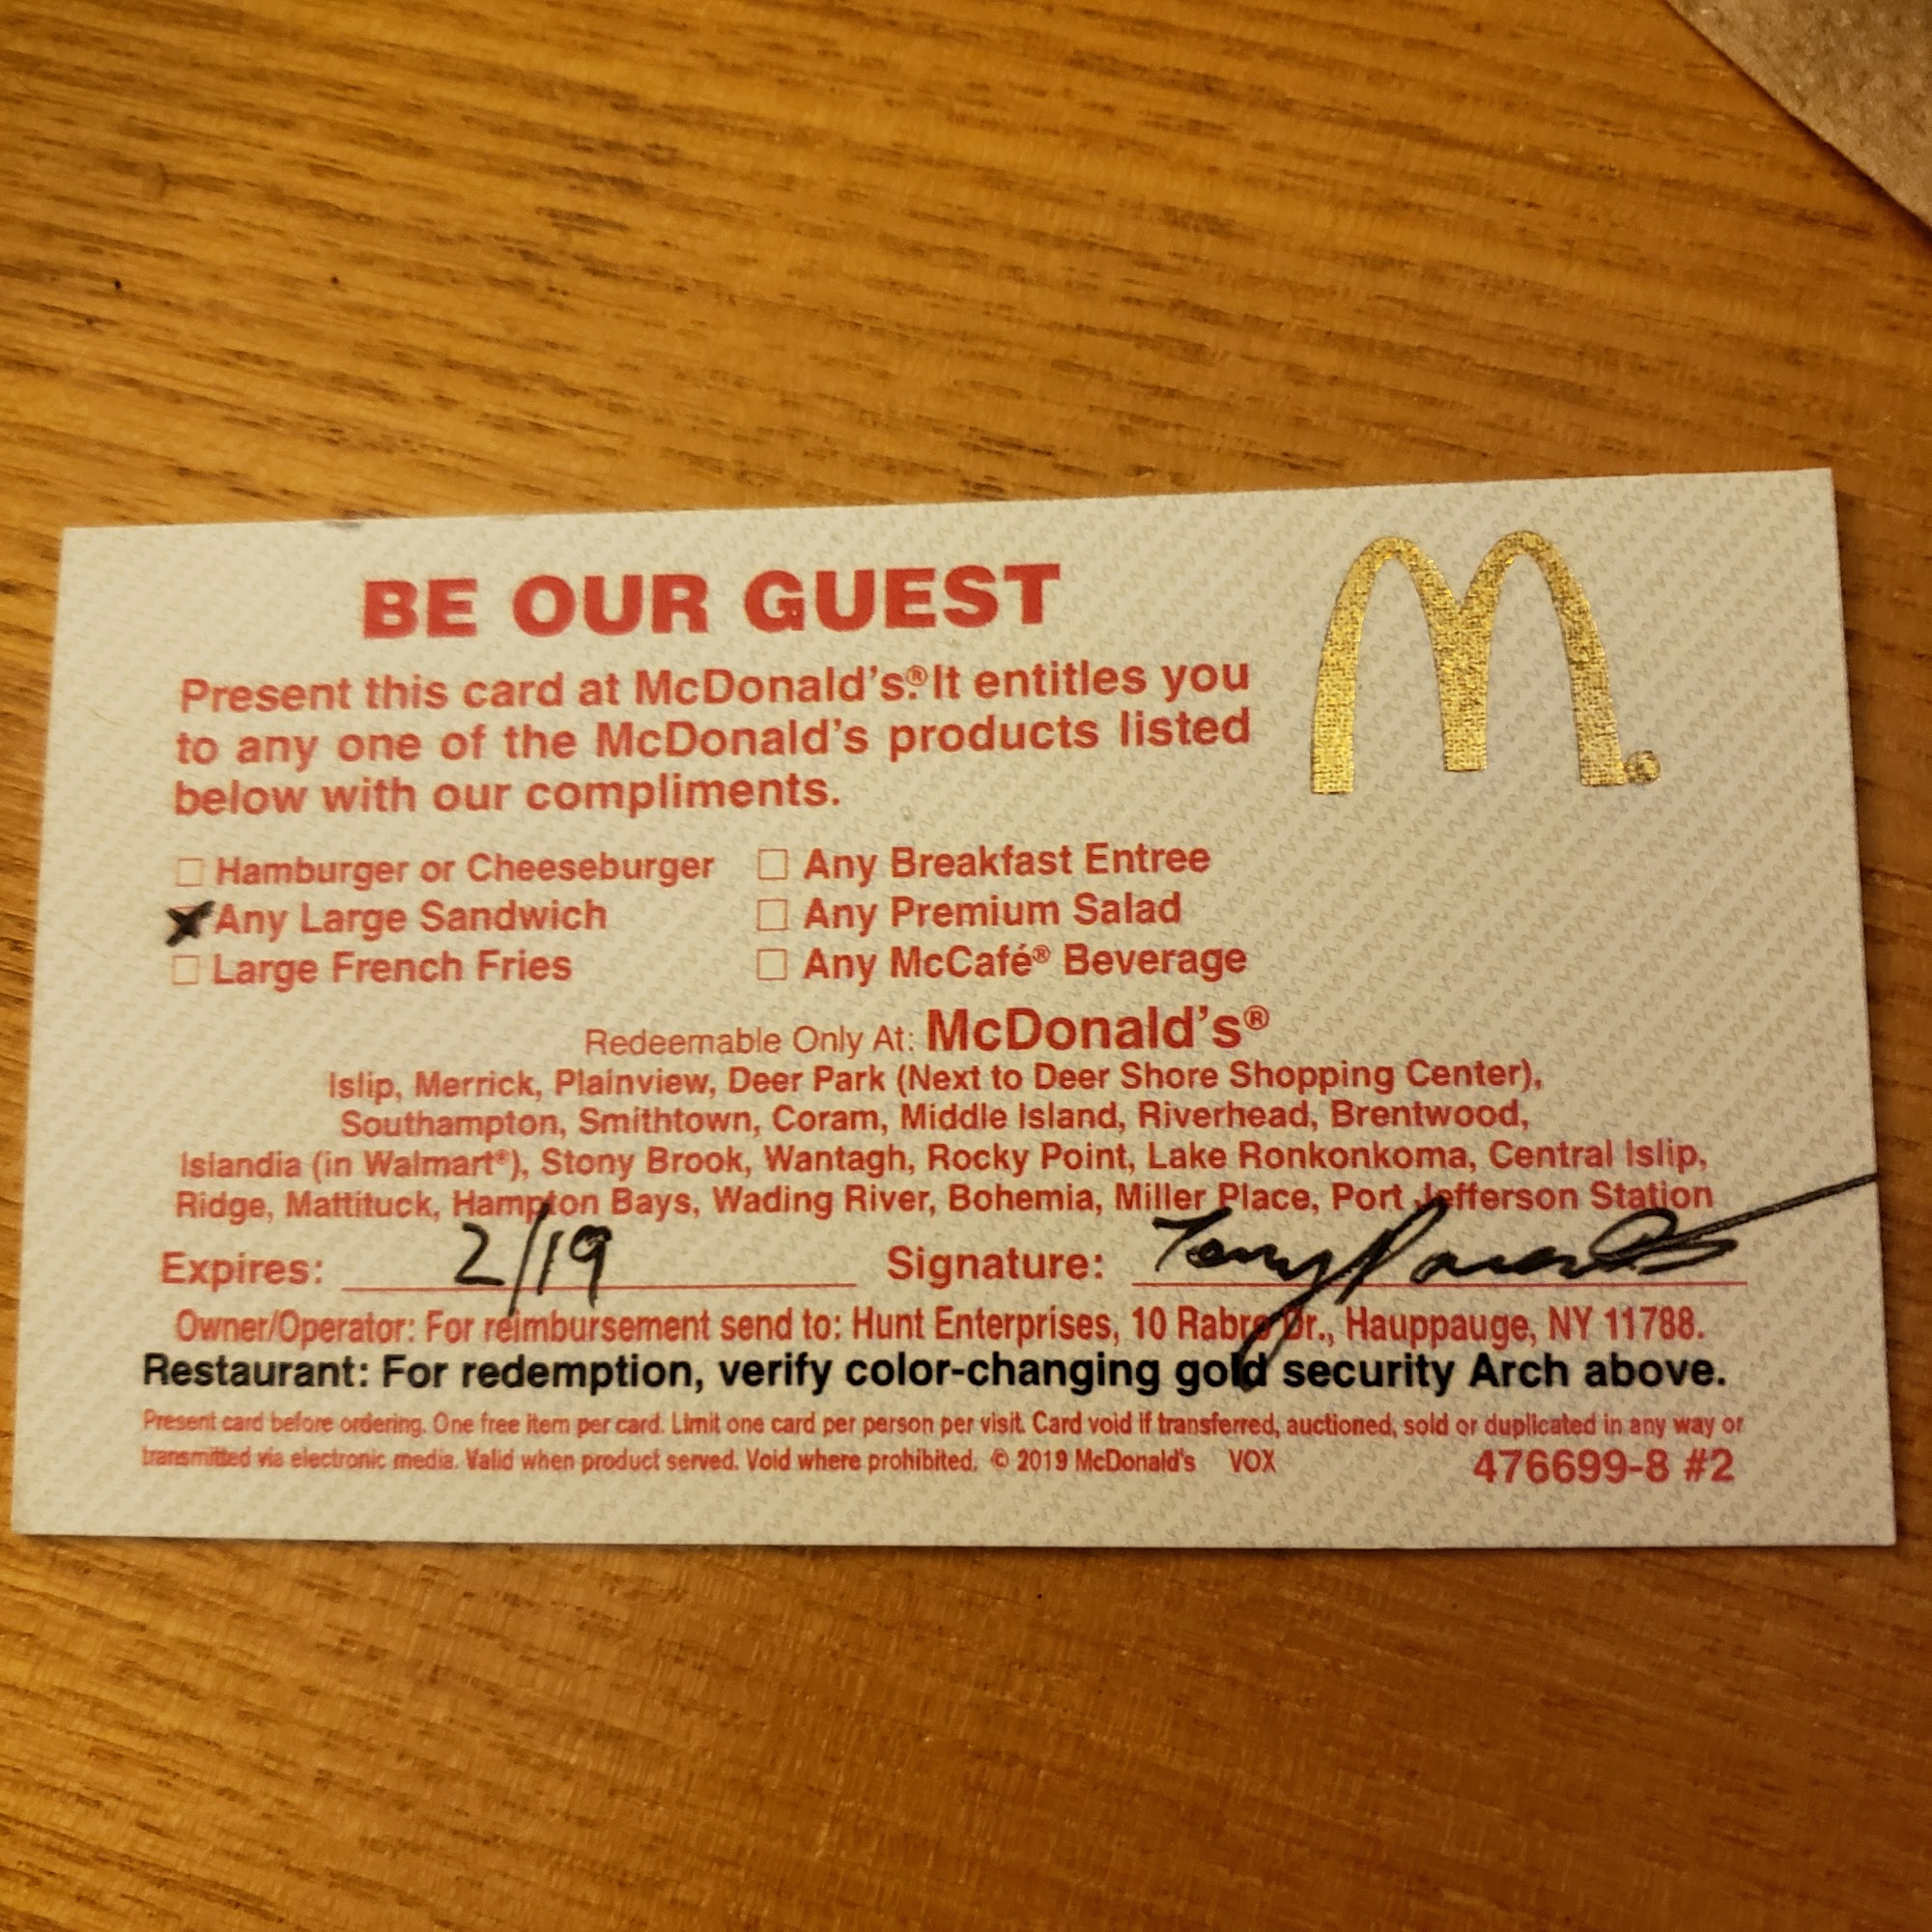 BE OUR GUEST
Present this card at McDonald's.® It entitles you
to any one of the McDonald's products listed
below with our compliments.
☐ Hamburger or Cheeseburger ☐ Any Breakfast Entree
X Any Large Sandwich ☐ Any Premium Salad
☐ Large French Fries ☐ Any McCafé® Beverage
Redeemable Only At: McDonald's®
Islip, Merrick, Plainview, Deer Park (Next to Deer Shore Shopping Center),
Southampton, Smithtown, Coram, Middle Island, Riverhead, Brentwood,
Islandia (in Walmart®), Stony Brook, Wantagh, Rocky Point, Lake Ronkonkoma, Central Islip,
Ridge, Mattituck, Hampton Bays, Wading River, Bohemia, Miller Place, Port Jefferson Station
Expires: 2/19 Signature:
Owner/Operator: For reimbursement send to: Hunt Enterprises, 10 Rabro Dr., Hauppauge, NY 11788.
Restaurant: For redemption, verify color-changing gold security Arch above.
Present card before ordering. One free item per card. Limit one card per person per visit. Card void if transferred, auctioned, sold or duplicated in any way or
transmitted via electronic media. Valid when product served. Void where prohibited. © 2019 McDonald's VOX 476699-8 #2